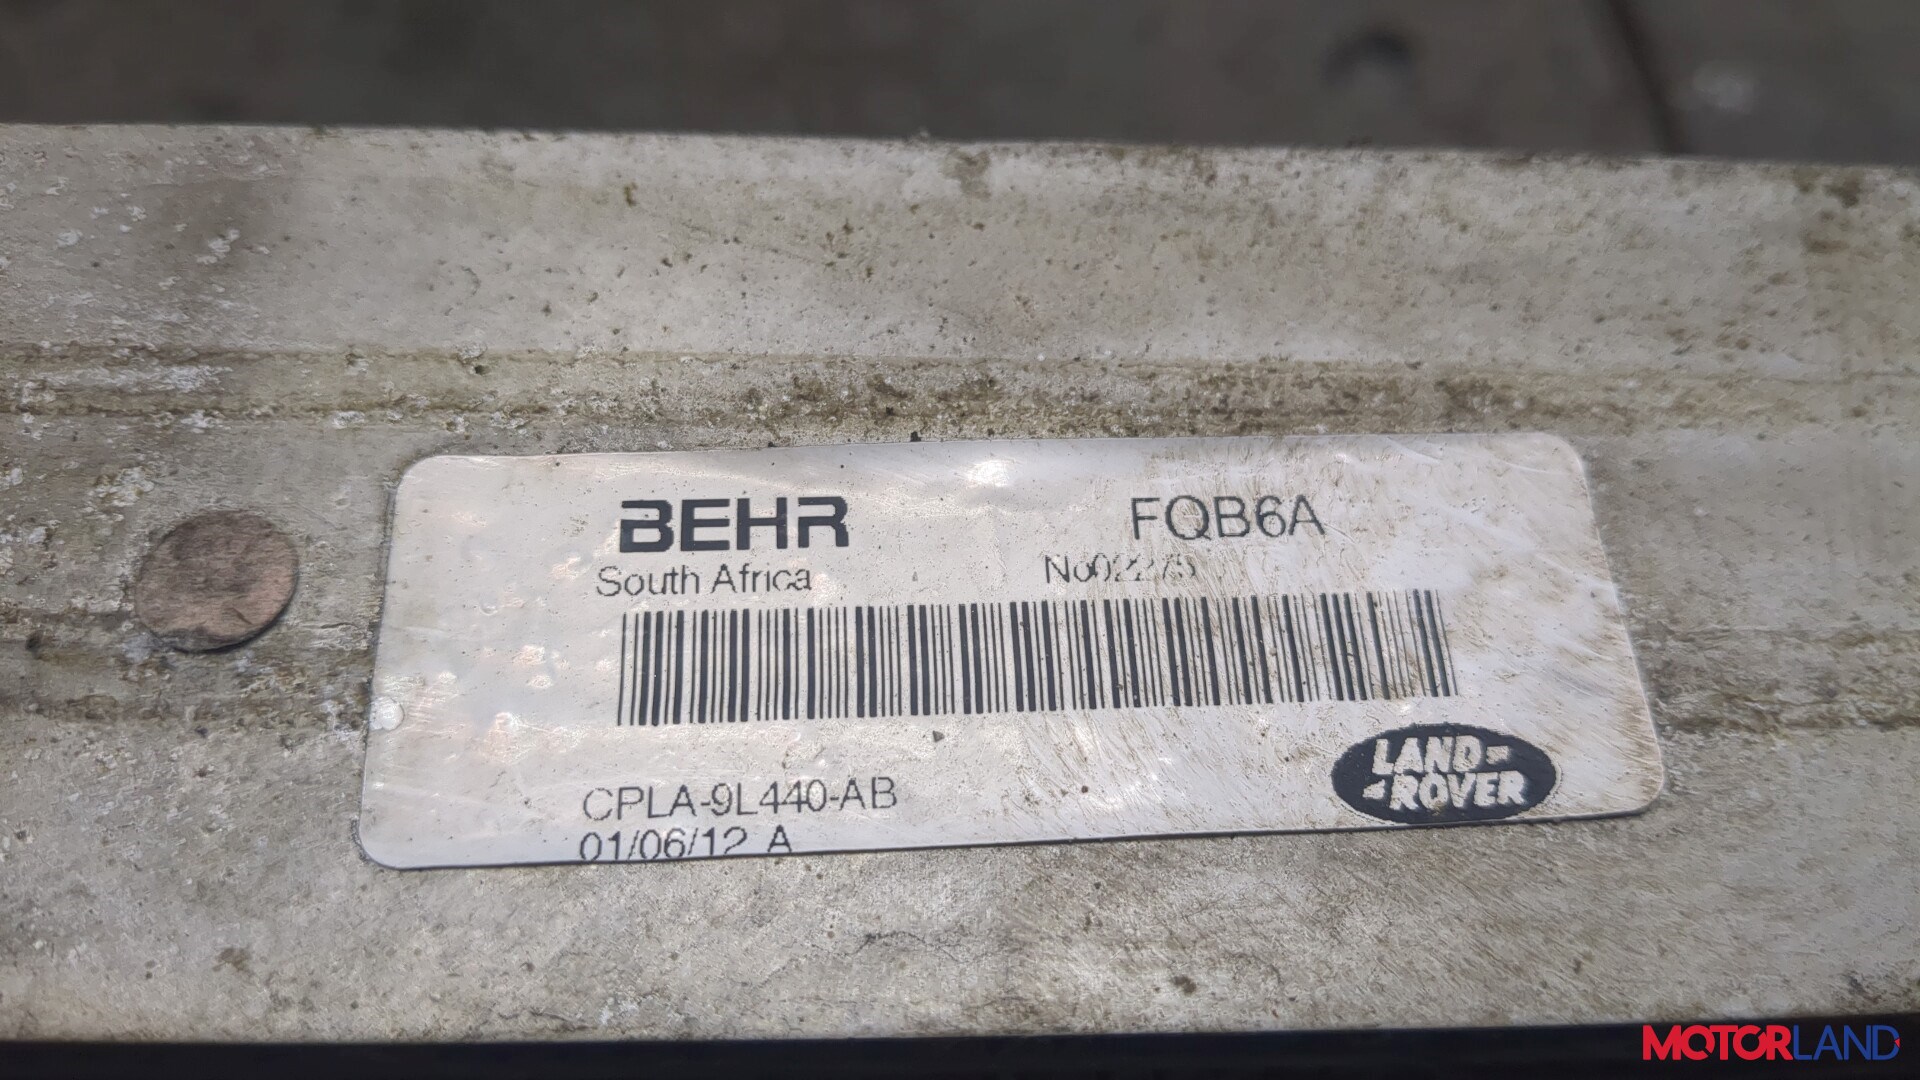 BEHR
FQB6A
South Africa
CPLA-9L440-AB
01/06/12 A
LAND-
-ROVER
MOTORLAND